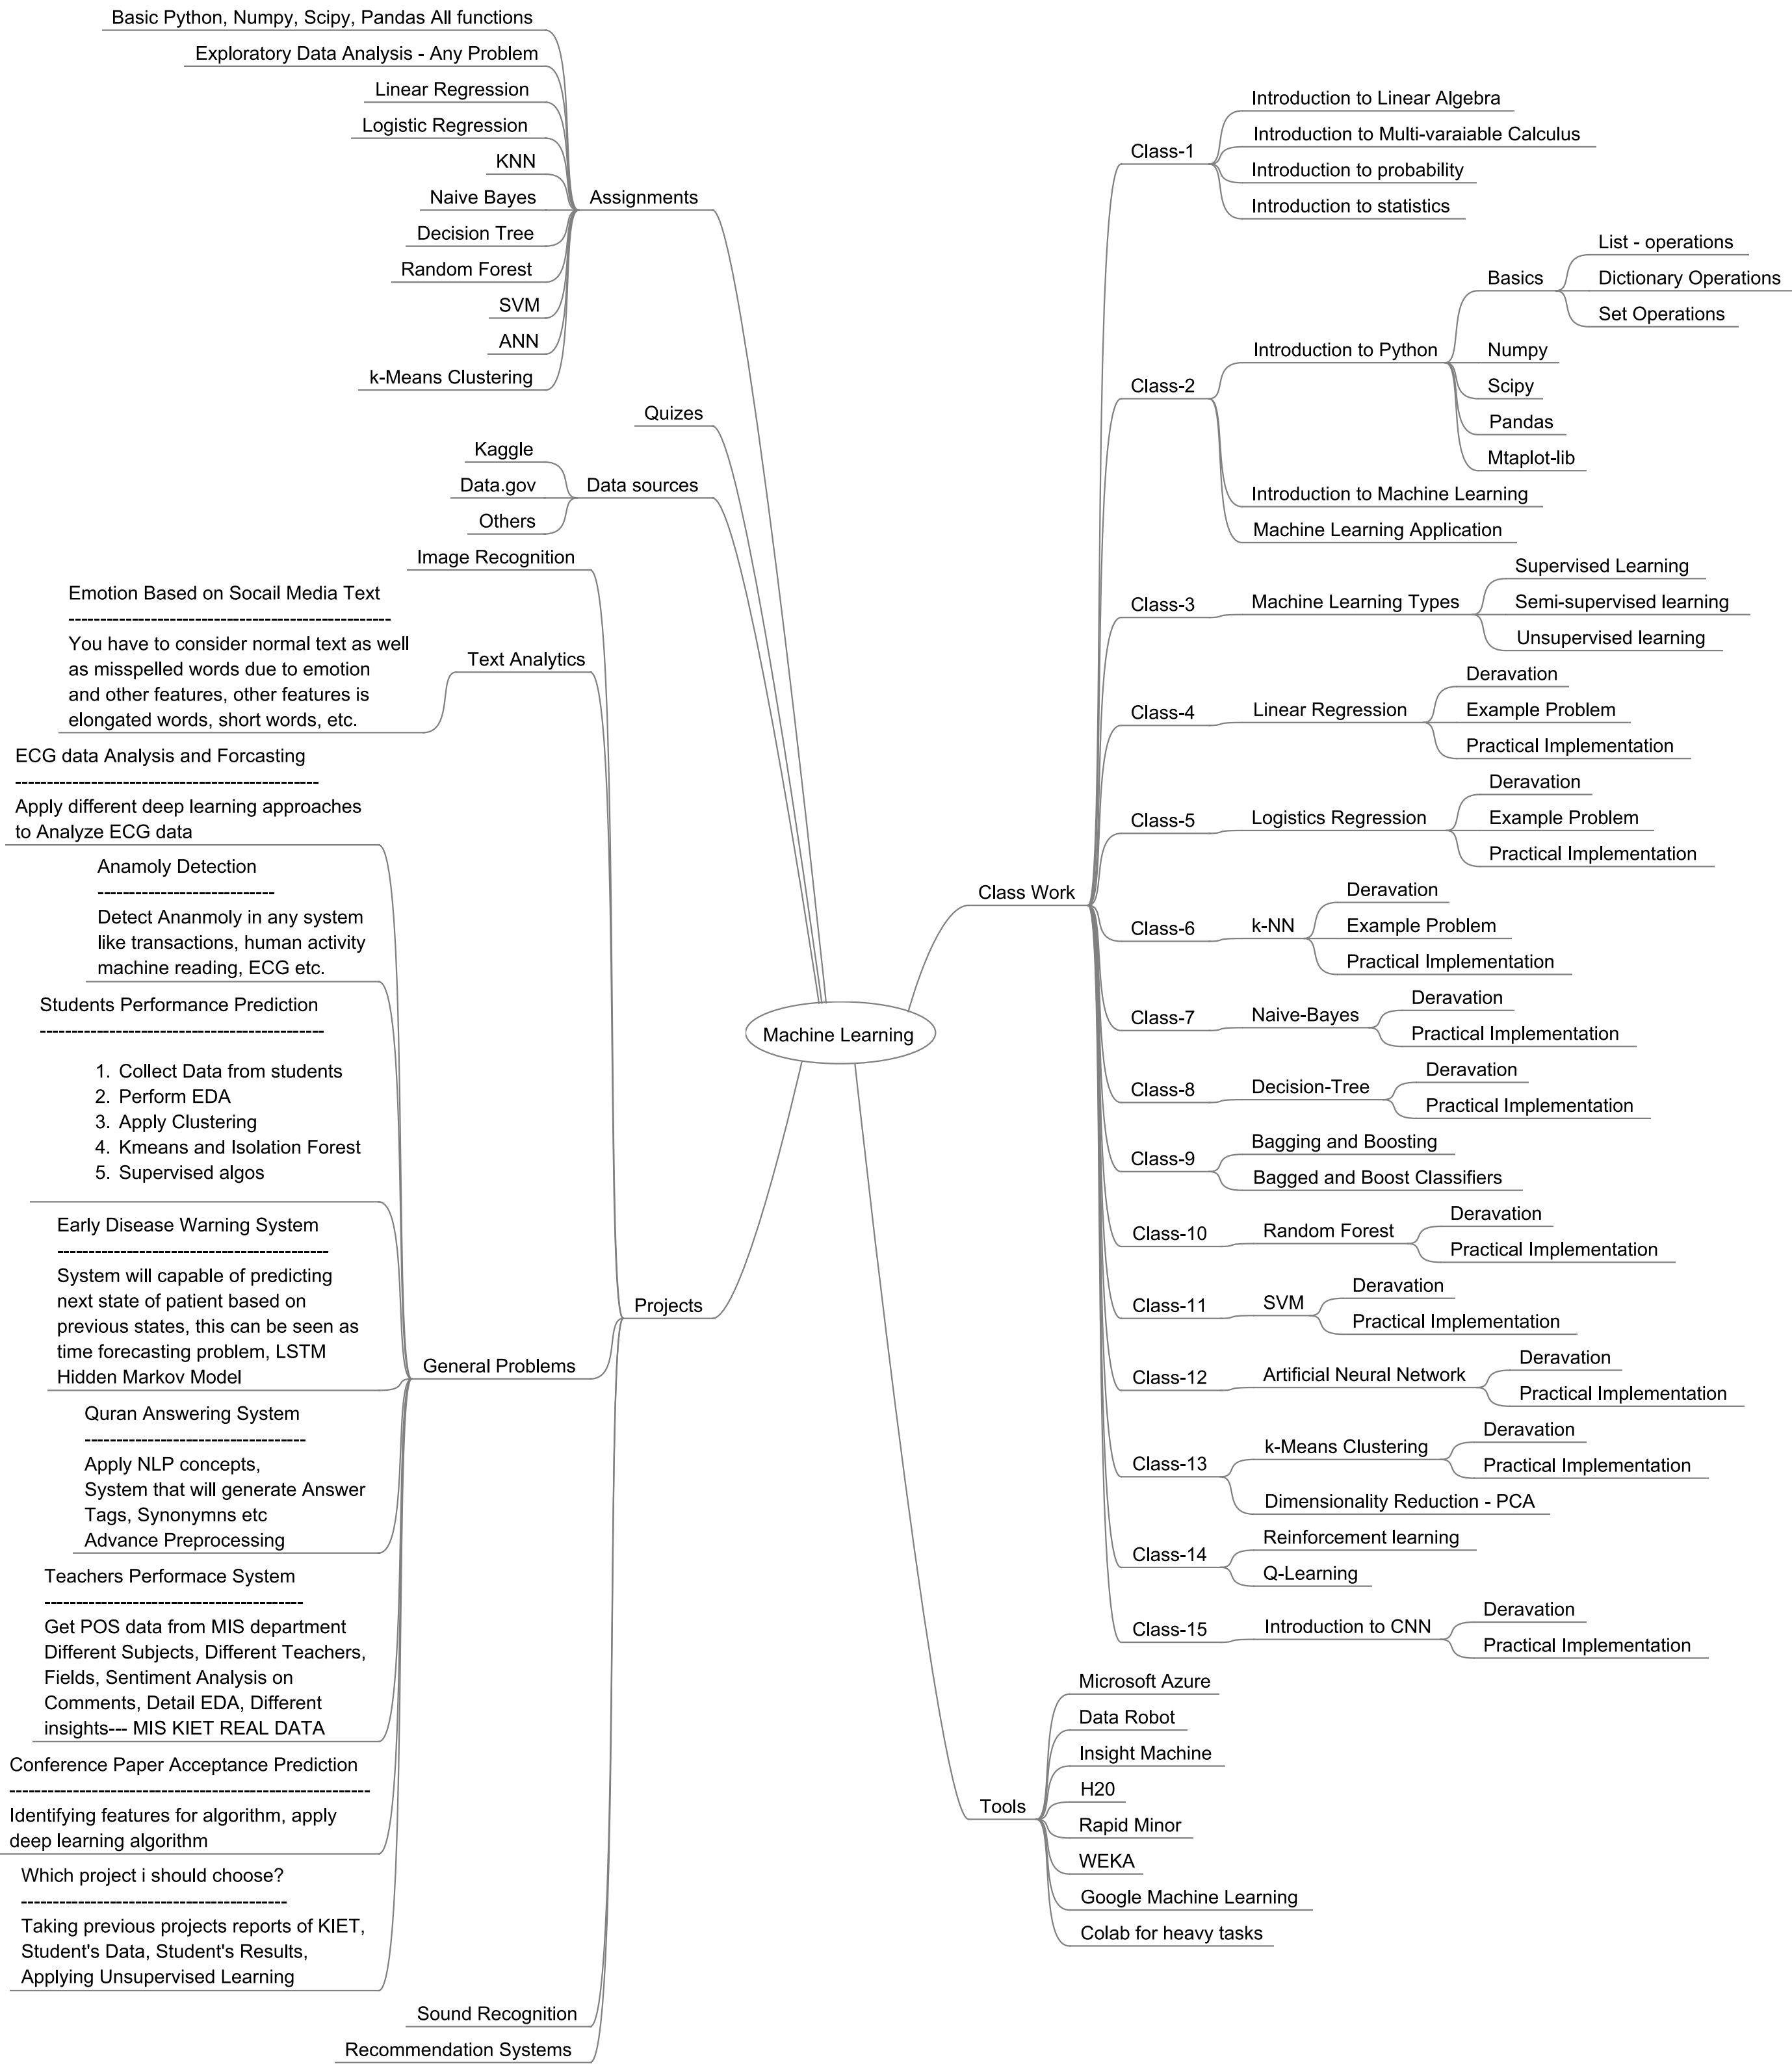 Machine Learning
Assignments
Basic Python, Numpy, Scipy, Pandas All functions
Exploratory Data Analysis - Any Problem
Linear Regression
Logistic Regression
KNN
Naive Bayes
Decision Tree
Random Forest
SVM
ANN
k-Means Clustering
Quizes
Data sources
Kaggle
Data.gov
Others
Projects
Image Recognition
Text Analytics
Emotion Based on Socail Media Text
---------------------------------------------------
You have to consider normal text as well
as misspelled words due to emotion
and other features, other features is
elongated words, short words, etc.
General Problems
ECG data Analysis and Forcasting
------------------------------------------------
Apply different deep learning approaches
to Analyze ECG data
Anamoly Detection
----------------------------
Detect Ananmoly in any system
like transactions, human activity
machine reading, ECG etc.
Students Performance Prediction
---------------------------------------------
1. Collect Data from students
2. Perform EDA
3. Apply Clustering
4. Kmeans and Isolation Forest
5. Supervised algos
Early Disease Warning System
-------------------------------------------
System will capable of predicting
next state of patient based on
previous states, this can be seen as
time forecasting problem, LSTM
Hidden Markov Model
Quran Answering System
-----------------------------------
Apply NLP concepts,
System that will generate Answer
Tags, Synonymns etc
Advance Preprocessing
Teachers Performace System
-----------------------------------------
Get POS data from MIS department
Different Subjects, Different Teachers,
Fields, Sentiment Analysis on
Comments, Detail EDA, Different
insights--- MIS KIET REAL DATA
Conference Paper Acceptance Prediction
---------------------------------------------------------
Identifying features for algorithm, apply
deep learning algorithm
Which project i should choose?
------------------------------------------
Taking previous projects reports of KIET,
Student's Data, Student's Results,
Applying Unsupervised Learning
Sound Recognition
Recommendation Systems
Class Work
Class-1
Introduction to Linear Algebra
Introduction to Multi-varaiable Calculus
Introduction to probability
Introduction to statistics
Class-2
Introduction to Python
Basics
List - operations
Dictionary Operations
Set Operations
Numpy
Scipy
Pandas
Mtaplot-lib
Introduction to Machine Learning
Machine Learning Application
Class-3
Machine Learning Types
Supervised Learning
Semi-supervised learning
Unsupervised learning
Class-4
Linear Regression
Deravation
Example Problem
Practical Implementation
Class-5
Logistics Regression
Deravation
Example Problem
Practical Implementation
Class-6
k-NN
Deravation
Example Problem
Practical Implementation
Class-7
Naive-Bayes
Deravation
Practical Implementation
Class-8
Decision-Tree
Deravation
Practical Implementation
Class-9
Bagging and Boosting
Bagged and Boost Classifiers
Class-10
Random Forest
Deravation
Practical Implementation
Class-11
SVM
Deravation
Practical Implementation
Class-12
Artificial Neural Network
Deravation
Practical Implementation
Class-13
k-Means Clustering
Deravation
Practical Implementation
Dimensionality Reduction - PCA
Class-14
Reinforcement learning
Q-Learning
Class-15
Introduction to CNN
Deravation
Practical Implementation
Tools
Microsoft Azure
Data Robot
Insight Machine
H20
Rapid Minor
WEKA
Google Machine Learning
Colab for heavy tasks